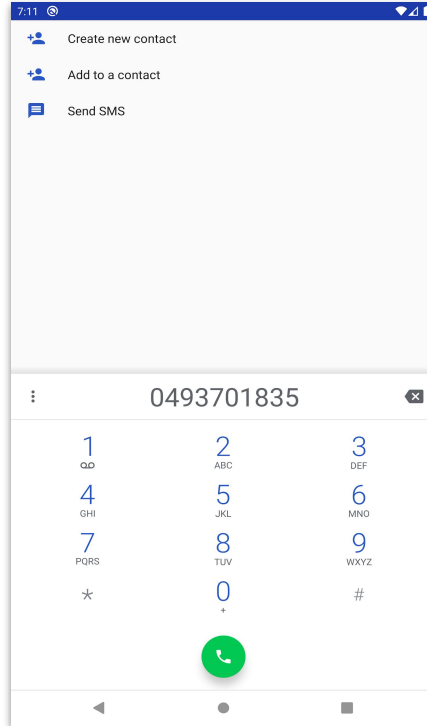 7:11
Create new contact
Add to a contact
Send SMS
0493701835
1 2 3
ABC DEF
4 5 6
GHI JKL MNO
7 8 9
PQRS TUV WXYZ
* 0 #
+